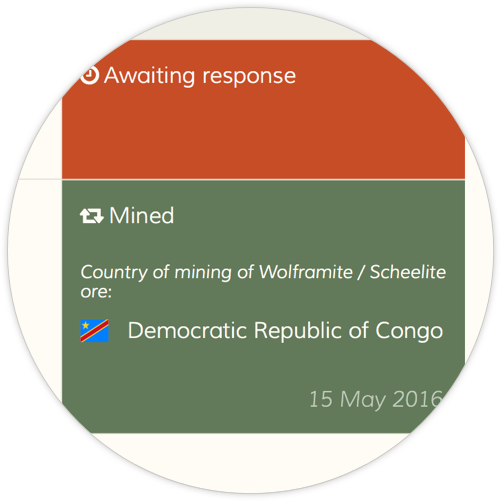 Awaiting response
Mined
Country of mining of Wolframite / Scheelite
ore:
Democratic Republic of Congo
15 May 2016